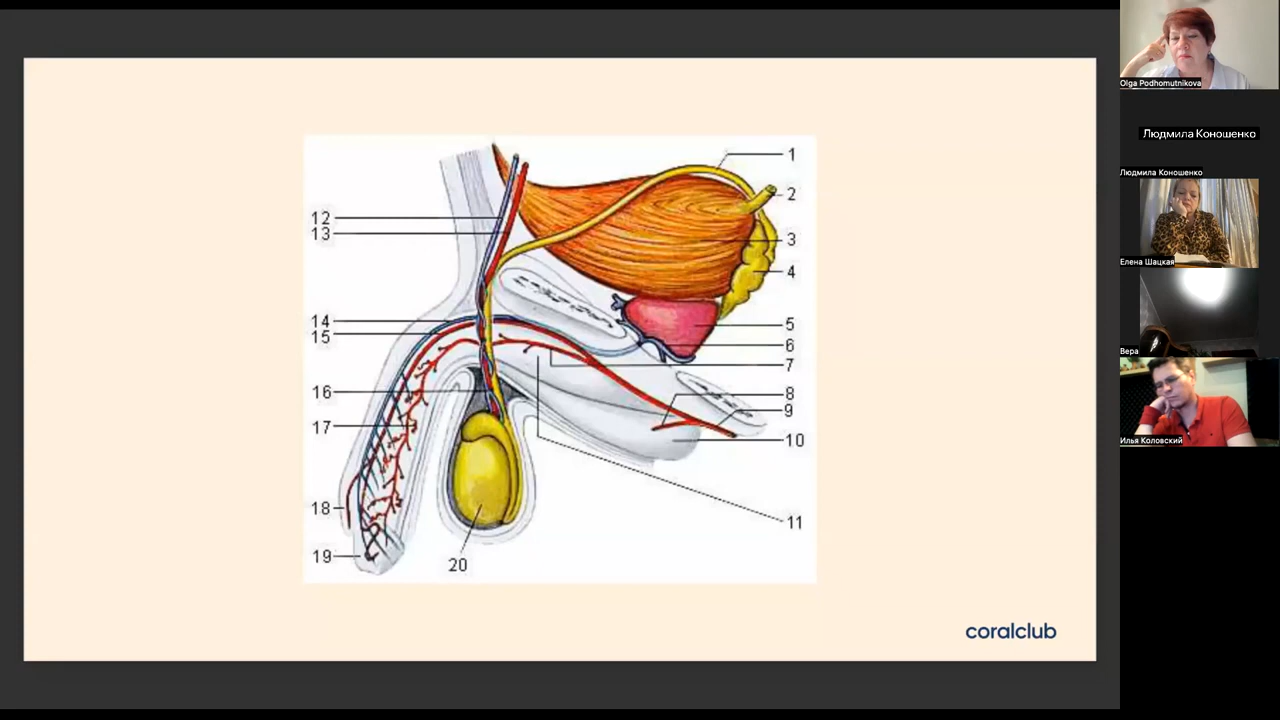 1
2
3
4
5
6
7
8
9
10
11
12
13
14
15
16
17
18
19
20
coralclub
Olga Podhomutnikova
Людмила Коношенко
Людмила Коношенко
Елена Шацкая
Вера
Илья Коловский